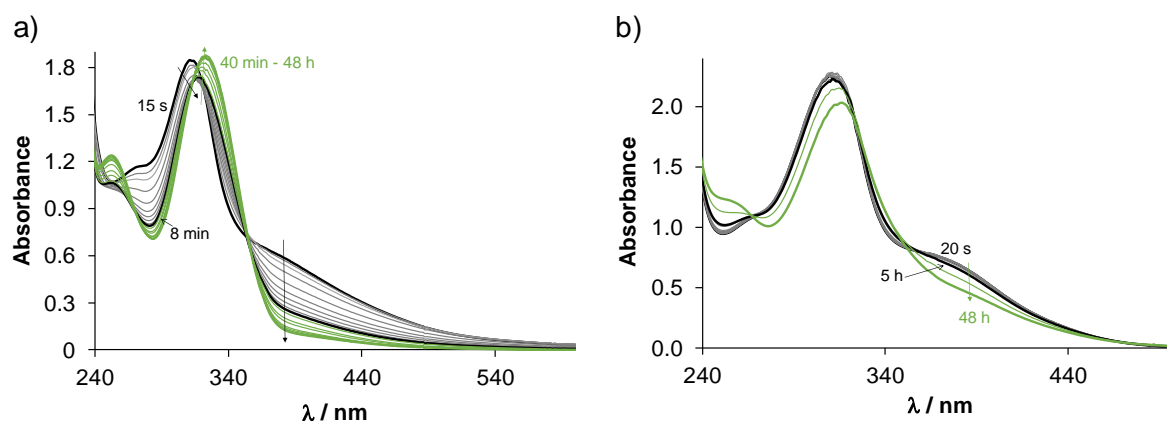 a)
Absorbance
1.8
1.5
1.2
0.9
0.6
0.3
0
240
340
440
540
λ / nm
15 s
8 min
40 min - 48 h
b)
Absorbance
2.0
1.5
1.0
0.5
0.0
240
340
440
λ / nm
20 s
5 h
48 h